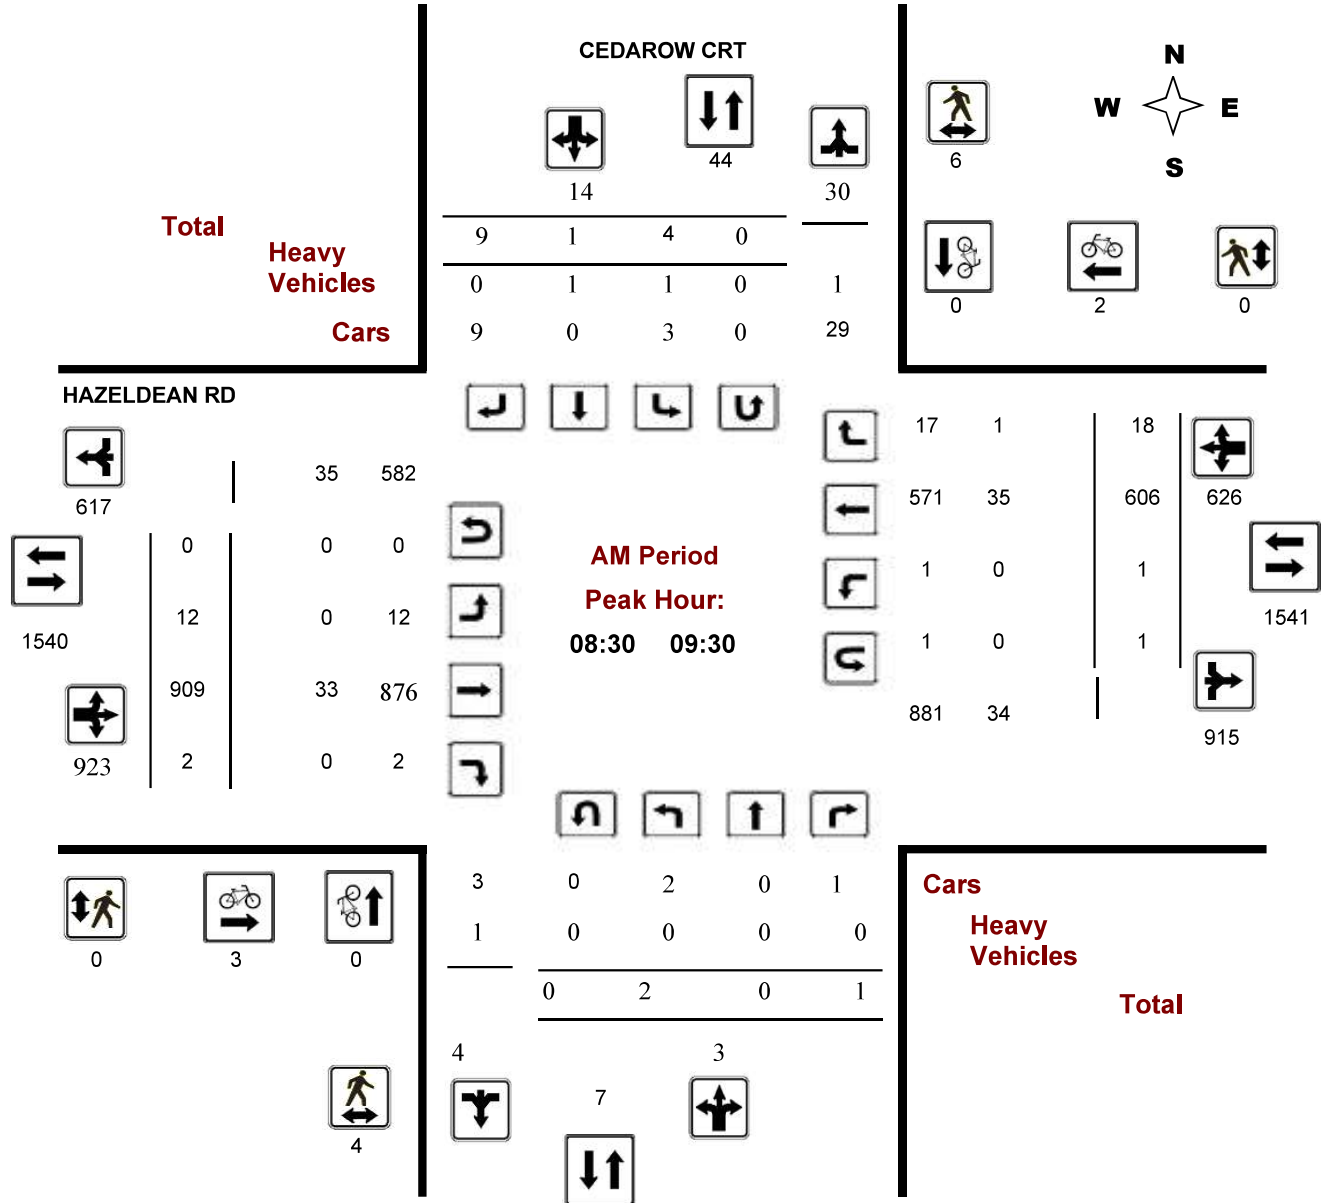 CEDAROW CRT
N
W E
S
44
6
14 30
Total
9 1 4 0
Heavy
Vehicles
0 1 1 0 1
0 2 0
Cars
9 0 3 0 29
HAZELDEAN RD
17 1 18
35 582
617
571 35 606 626
0 0 0
AM Period
1 0 1
Peak Hour:
12 0 12
1540
08:30 09:30
1 0 1
1541
909 33 876
881 34
915
923 2 0 2
3 0 2 0 1
Cars
1 0 0 0 0
Heavy
Vehicles
0 3 0
0 2 0 1
Total
4 3
7
4